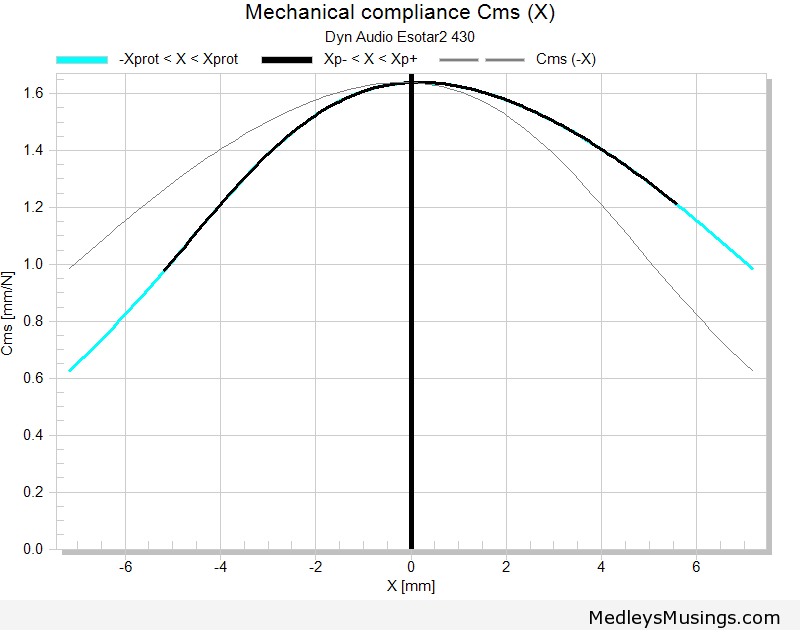 Mechanical compliance Cms (X)
Dyn Audio Esotar2 430
-Xprot < X < Xprot Xp- < X < Xp+ Cms (-X)
1.6
1.4
1.2
1.0
0.8
0.6
0.4
0.2
0.0
Cms [mm/N]
-6 -4 -2 0 2 4 6
X [mm]
MedleysMusings.com